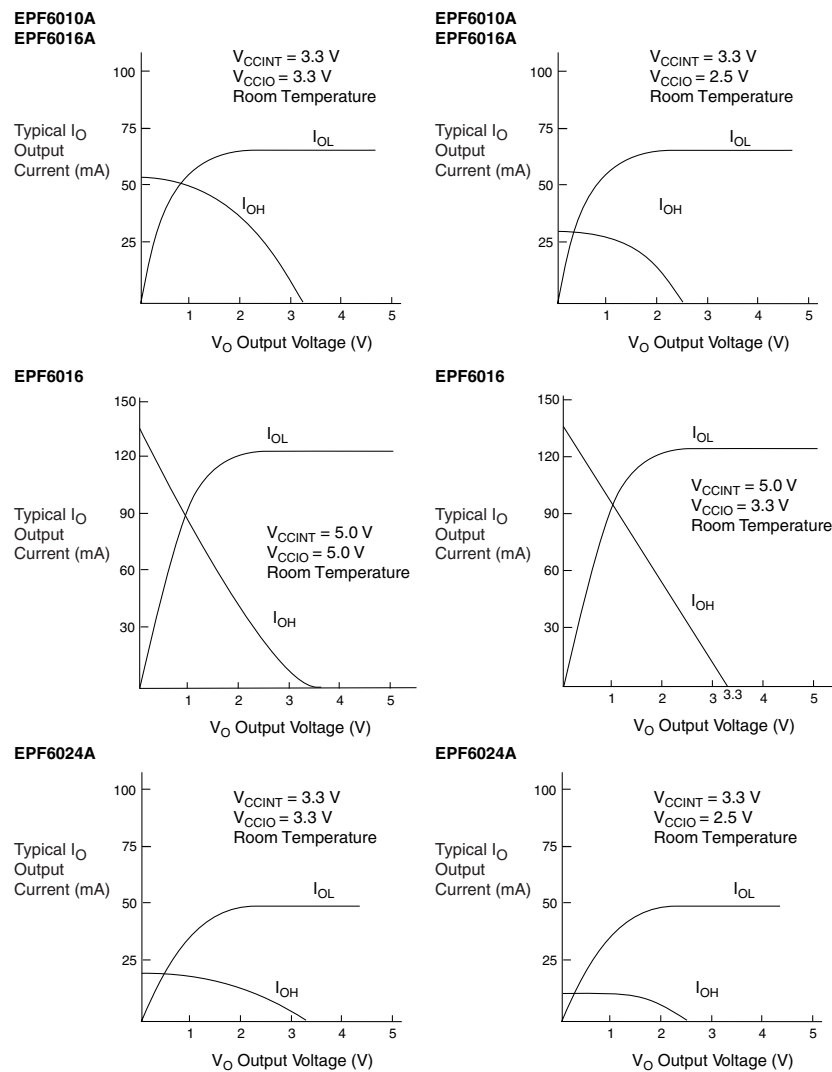 EPF6010A
EPF6016A
VCCINT = 3.3 V
VCCIO = 3.3 V
Room Temperature
100
75
50
25
Typical IO
Output
Current (mA)
IOL
IOH
1 2 3 4 5
VO Output Voltage (V)
EPF6010A
EPF6016A
VCCINT = 3.3 V
VCCIO = 2.5 V
Room Temperature
100
75
50
25
Typical IO
Output
Current (mA)
IOL
IOH
1 2 3 4 5
VO Output Voltage (V)
EPF6016
150
120
90
60
30
Typical IO
Output
Current (mA)
IOL
VCCINT = 5.0 V
VCCIO = 5.0 V
Room Temperature
IOH
1 2 3 4 5
VO Output Voltage (V)
EPF6016
150
120
90
60
30
Typical IO
Output
Current (mA)
IOL
VCCINT = 5.0 V
VCCIO = 3.3 V
Room Temperature
IOH
1 2 3 3.3 4 5
VO Output Voltage (V)
EPF6024A
VCCINT = 3.3 V
VCCIO = 3.3 V
Room Temperature
100
75
50
25
Typical IO
Output
Current (mA)
IOL
IOH
1 2 3 4 5
VO Output Voltage (V)
EPF6024A
VCCINT = 3.3 V
VCCIO = 2.5 V
Room Temperature
100
75
50
25
Typical IO
Output
Current (mA)
IOL
IOH
1 2 3 4 5
VO Output Voltage (V)